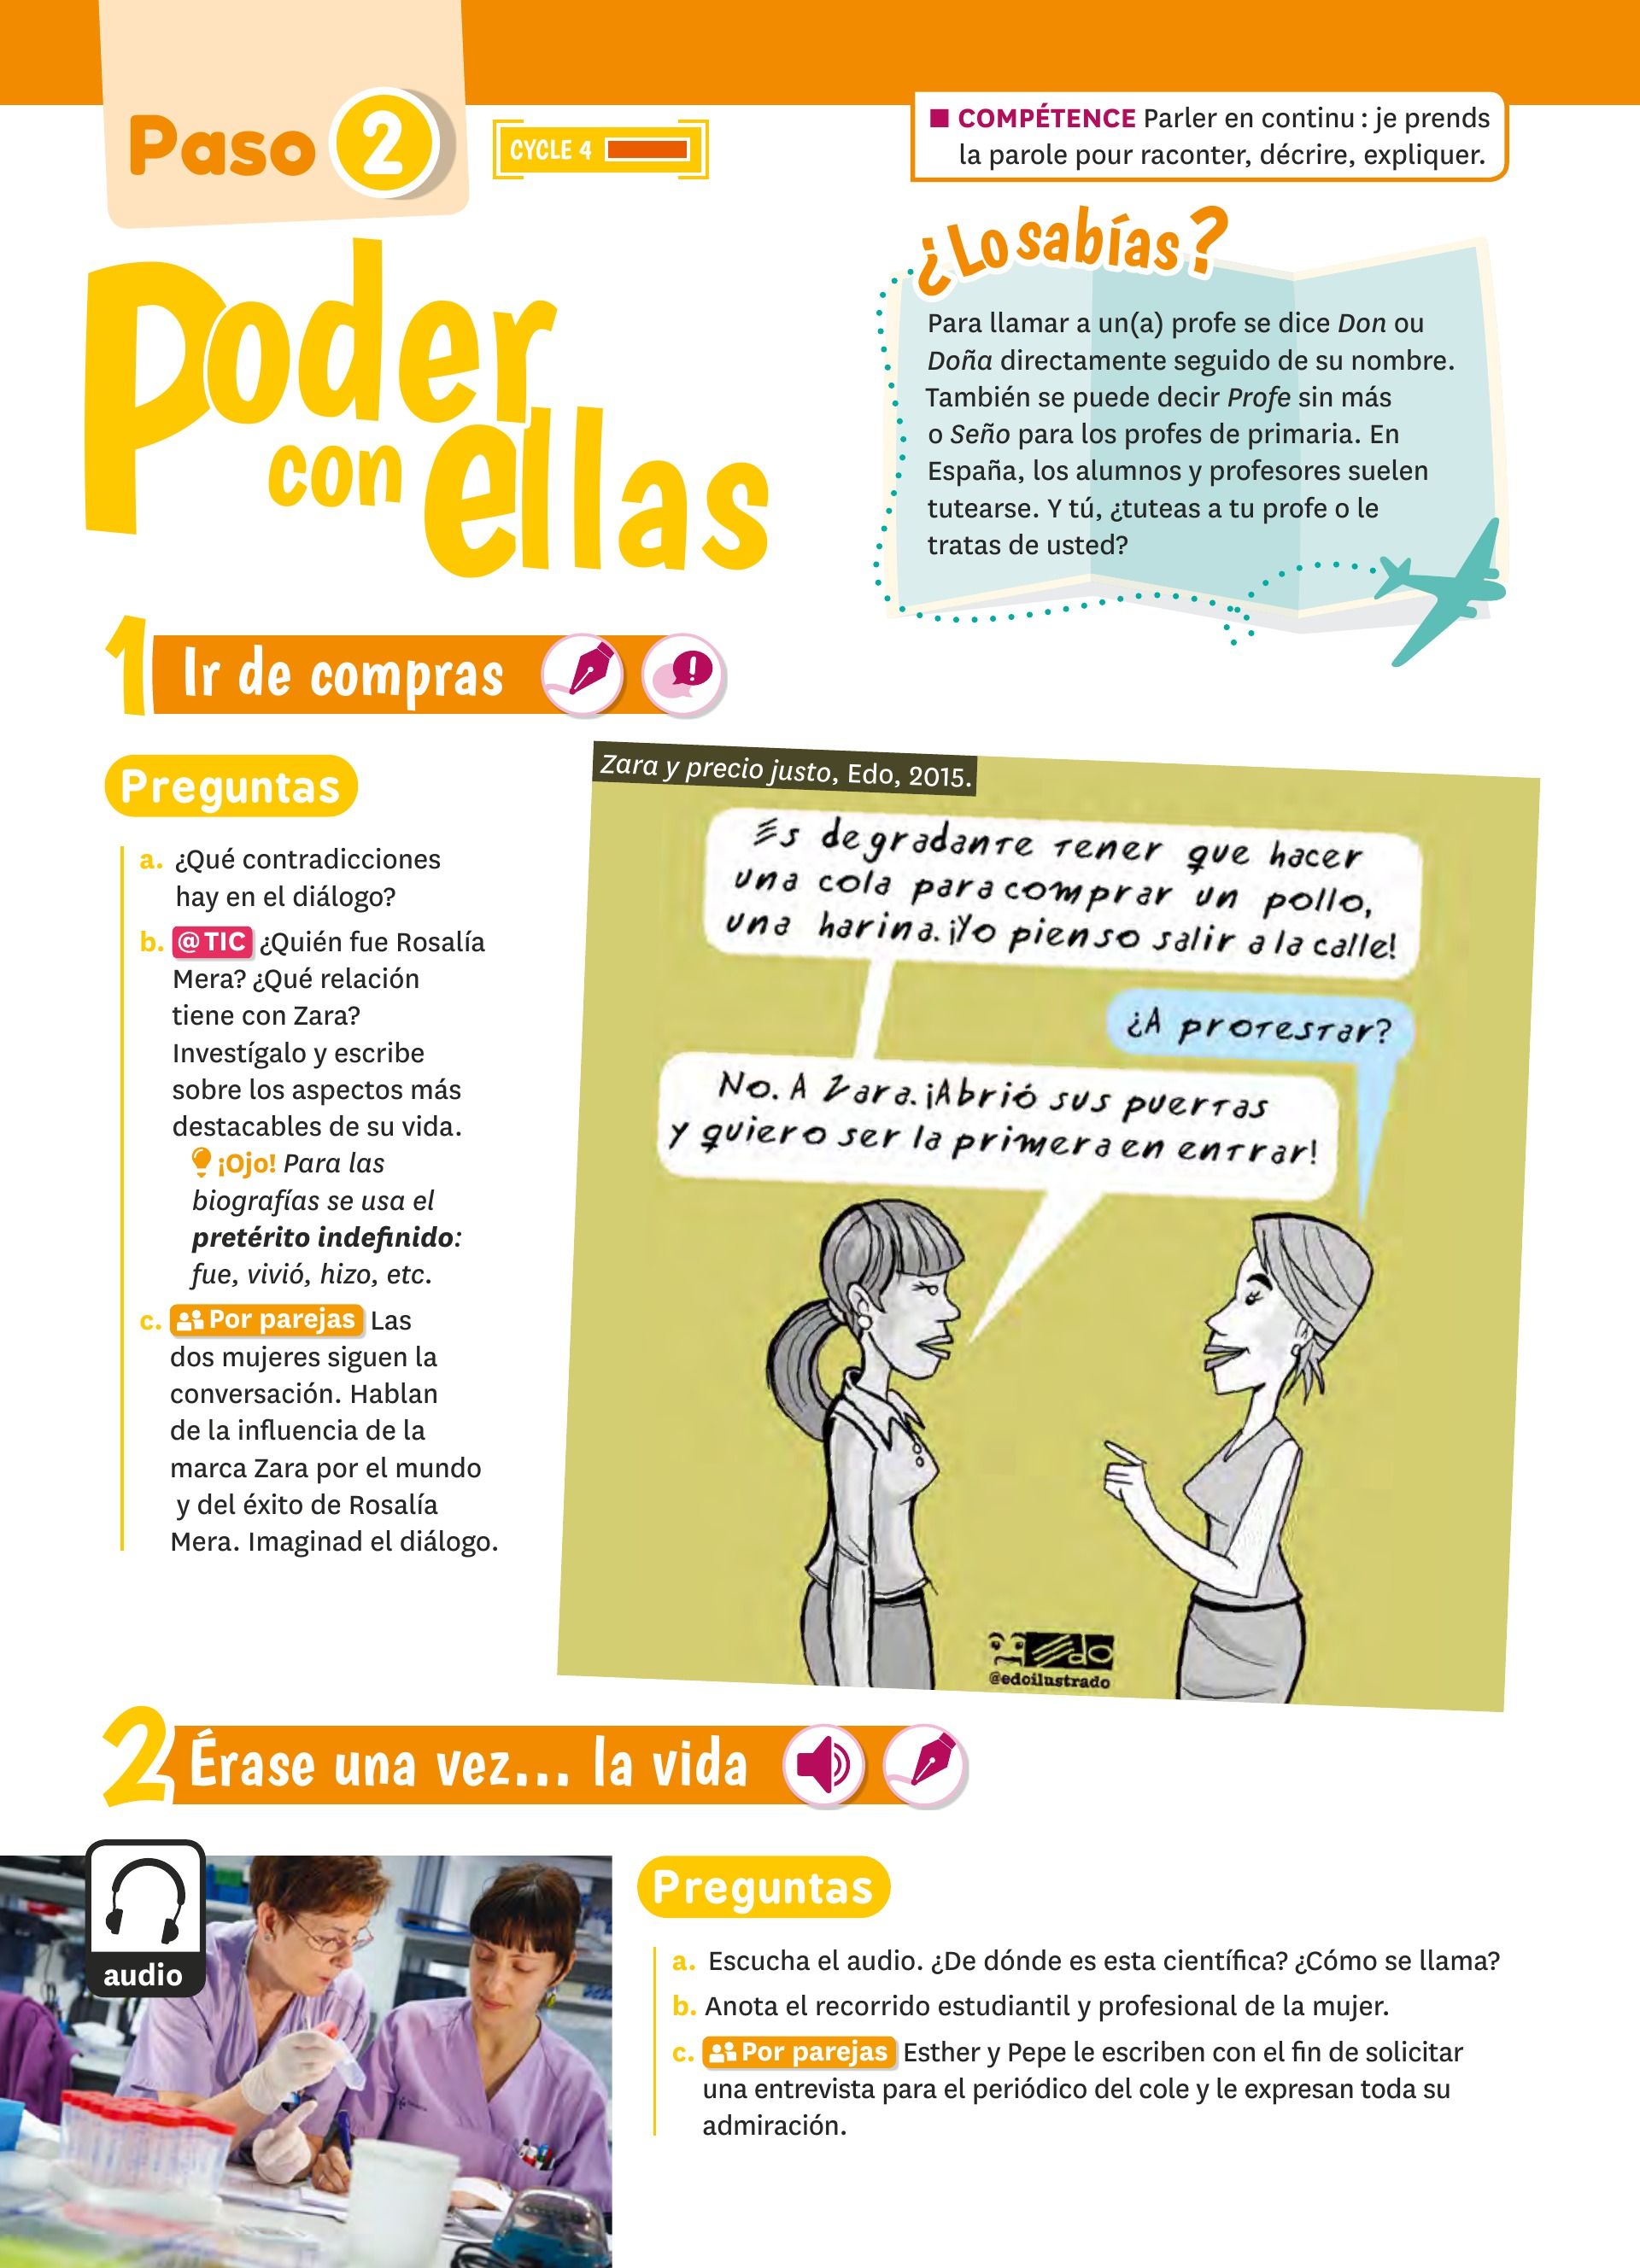 Paso 2
CYCLE 4
■ COMPÉTENCE Parler en continu : je prends
la parole pour raconter, décrire, expliquer.
Poder
con ellas
¿Lo sabías?
Para llamar a un(a) profe se dice Don ou
Doña directamente seguido de su nombre.
También se puede decir Profe sin más
o Seño para los profes de primaria. En
España, los alumnos y profesores suelen
tutearse. Y tú, ¿tuteas a tu profe o le
tratas de usted?
1 Ir de compras
Preguntas
a. ¿Qué contradicciones
hay en el diálogo?
b. @TIC ¿Quién fue Rosalía
Mera? ¿Qué relación
tiene con Zara?
Investígalo y escribe
sobre los aspectos más
destacables de su vida.
¡Ojo! Para las
biografías se usa el
pretérito indefinido:
fue, vivió, hizo, etc.
c. Por parejas Las
dos mujeres siguen la
conversación. Hablan
de la influencia de la
marca Zara por el mundo
y del éxito de Rosalía
Mera. Imaginad el diálogo.
Zara y precio justo, Edo, 2015.
Es degradante tener que hacer
una cola para comprar un pollo,
una harina. ¡Yo pienso salir a la calle!
¿A protestar?
No. A Zara. ¡Abrió sus puertas
y quiero ser la primera en entrar!
Edo
@edoilustrado
2 Érase una vez... la vida
audio
Preguntas
a. Escucha el audio. ¿De dónde es esta científica? ¿Cómo se llama?
b. Anota el recorrido estudiantil y profesional de la mujer.
c. Por parejas Esther y Pepe le escriben con el fin de solicitar
una entrevista para el periódico del cole y le expresan toda su
admiración.